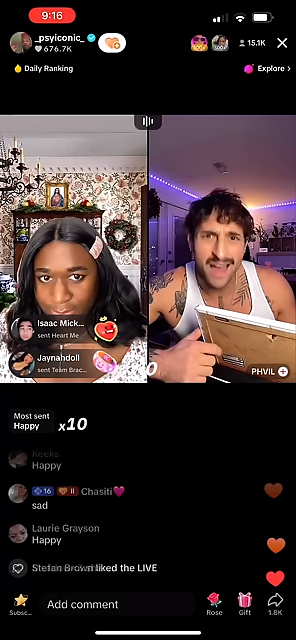 9:16
_psyiconic_
676.7K
15.1K
Daily Ranking
Explore >
Isaac Mick...
sent Heart Me
Jaynahdoll
sent Team Brac...
PHVIL
Most sent
Happy
x10
Keeks
Happy
16 II Chasiti
sad
Laurie Grayson
Happy
Stefan Brown liked the LIVE
Subsc...
Add comment
Rose
Gift
1.8K